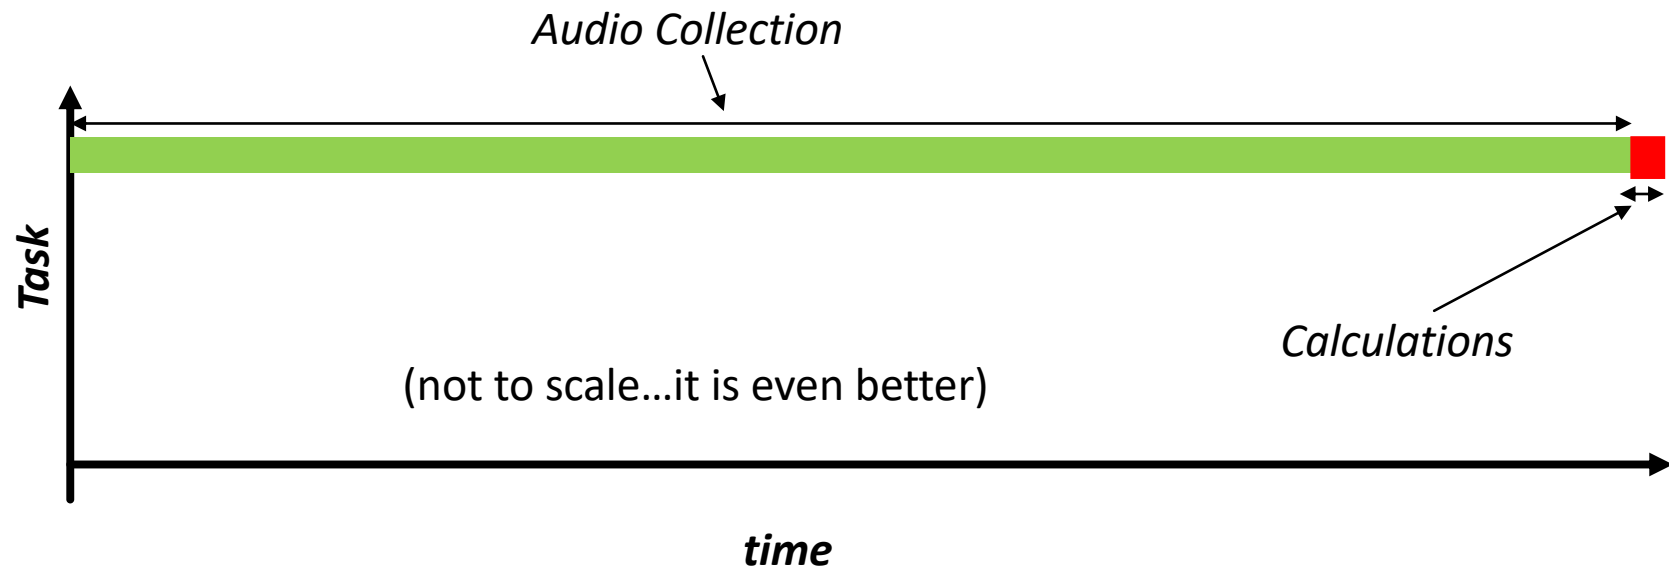 Audio Collection
Task
Calculations
(not to scale...it is even better)
time